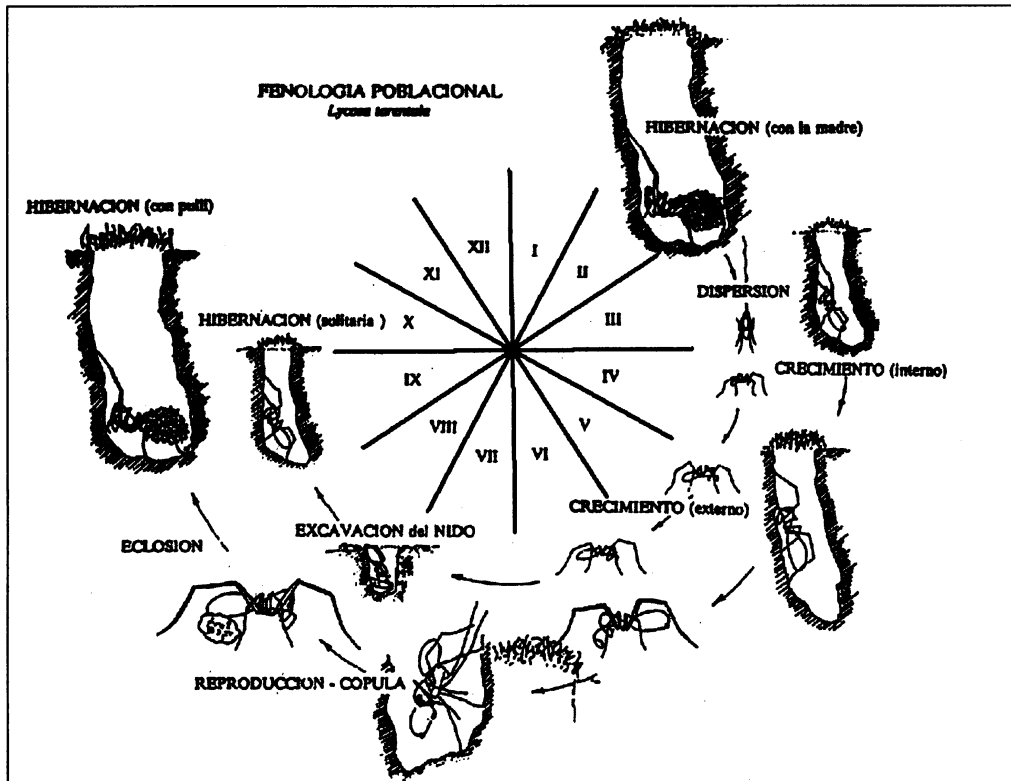 FENOLOGIA POBLACIONAL
Lycosa tarentula
HIBERNACION (con la madre)
HIBERNACION (con pulli)
XII
I
XI
II
DISPERSION
HIBERNACION (solitaria )
X
III
CRECIMIENTO (interno)
IX
IV
VIII
V
VII
VI
CRECIMIENTO (externo)
EXCAVACION del NIDO
ECLOSION
REPRODUCCION - COPULA